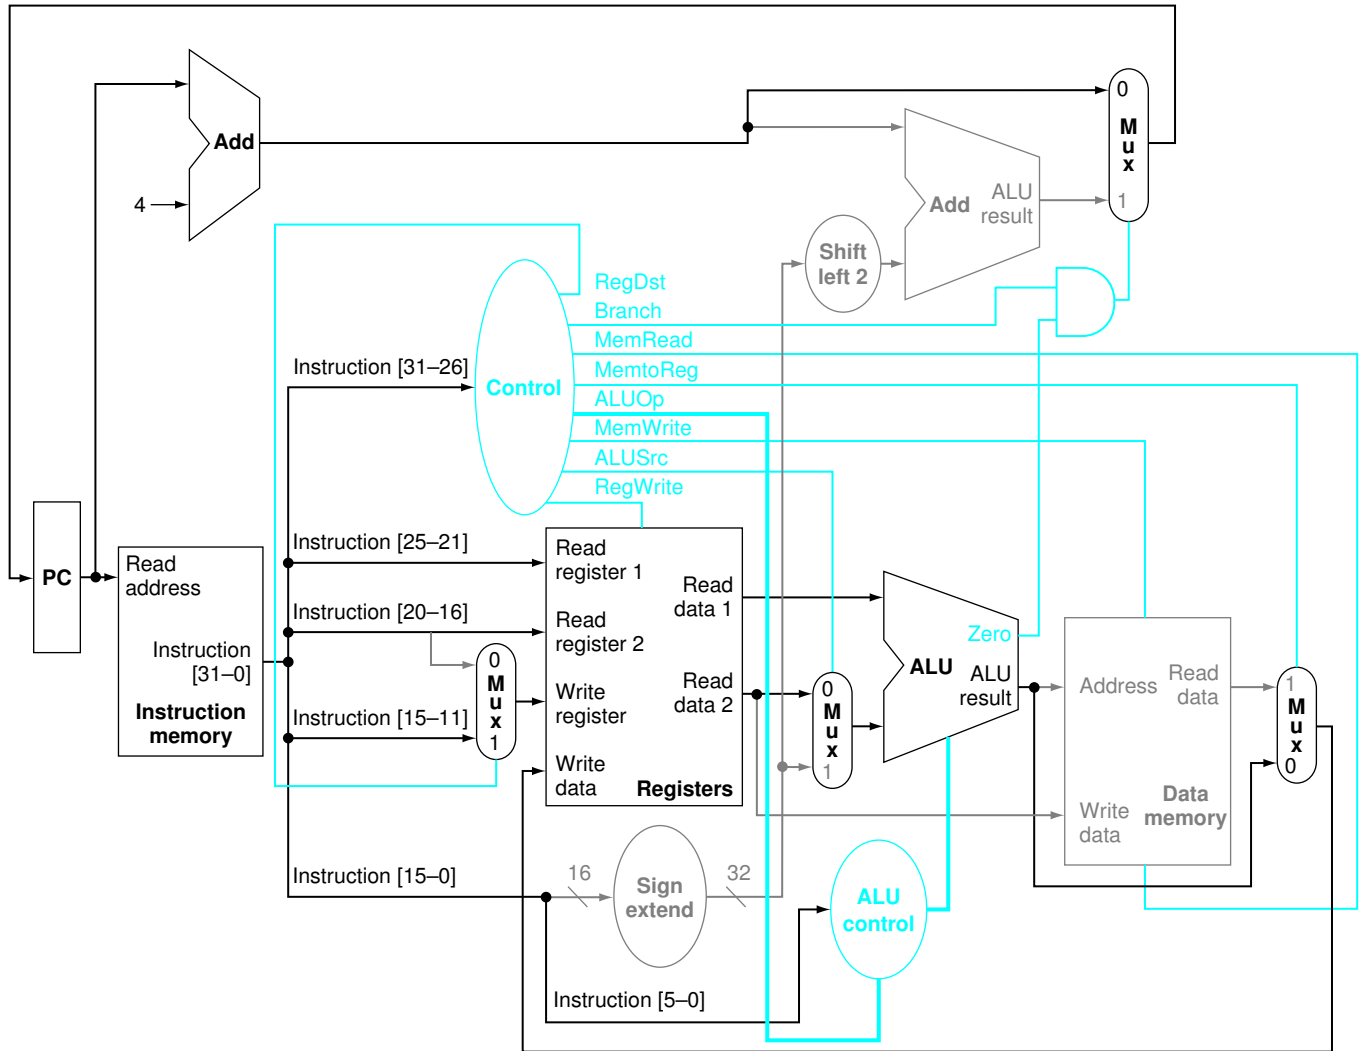 0
M
u
x
1
Add
4
Add
ALU
result
Shift
left 2
RegDst
Branch
MemRead
MemtoReg
ALUOp
MemWrite
ALUSrc
RegWrite
Control
Instruction [31–26]
Instruction [25–21]
Instruction [20–16]
Instruction [15–11]
Instruction [15–0]
Instruction [5–0]
PC
Read
address
Instruction
[31–0]
Instruction
memory
0
M
u
x
1
Read
register 1
Read
register 2
Write
register
Write
data
Read
data 1
Read
data 2
Registers
0
M
u
x
1
Zero
ALU
ALU
result
Address
Read
data
Write
data
Data
memory
1
M
u
x
0
16
Sign
extend
32
ALU
control